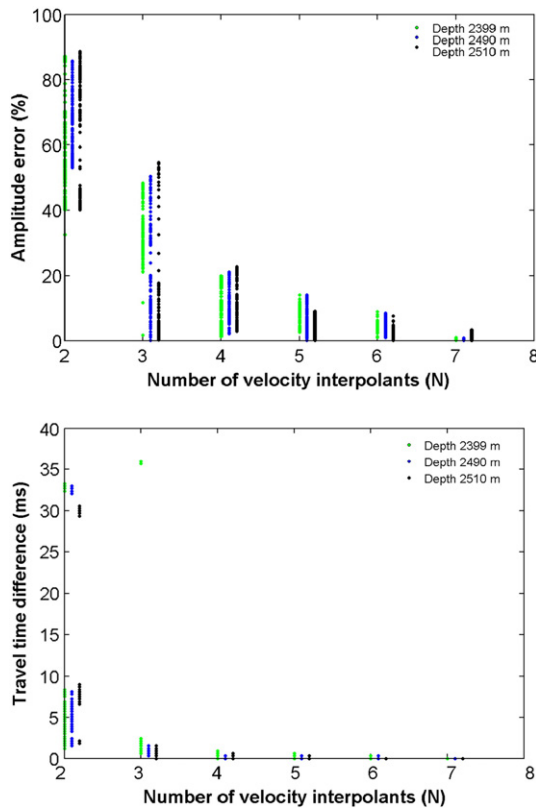 100
80
60
40
20
0
Amplitude error (%)
Depth 2399 m
Depth 2490 m
Depth 2510 m
2 3 4 5 6 7 8
Number of velocity interpolants (N)
40
35
30
25
20
15
10
5
0
Travel time difference (ms)
Depth 2399 m
Depth 2490 m
Depth 2510 m
2 3 4 5 6 7 8
Number of velocity interpolants (N)